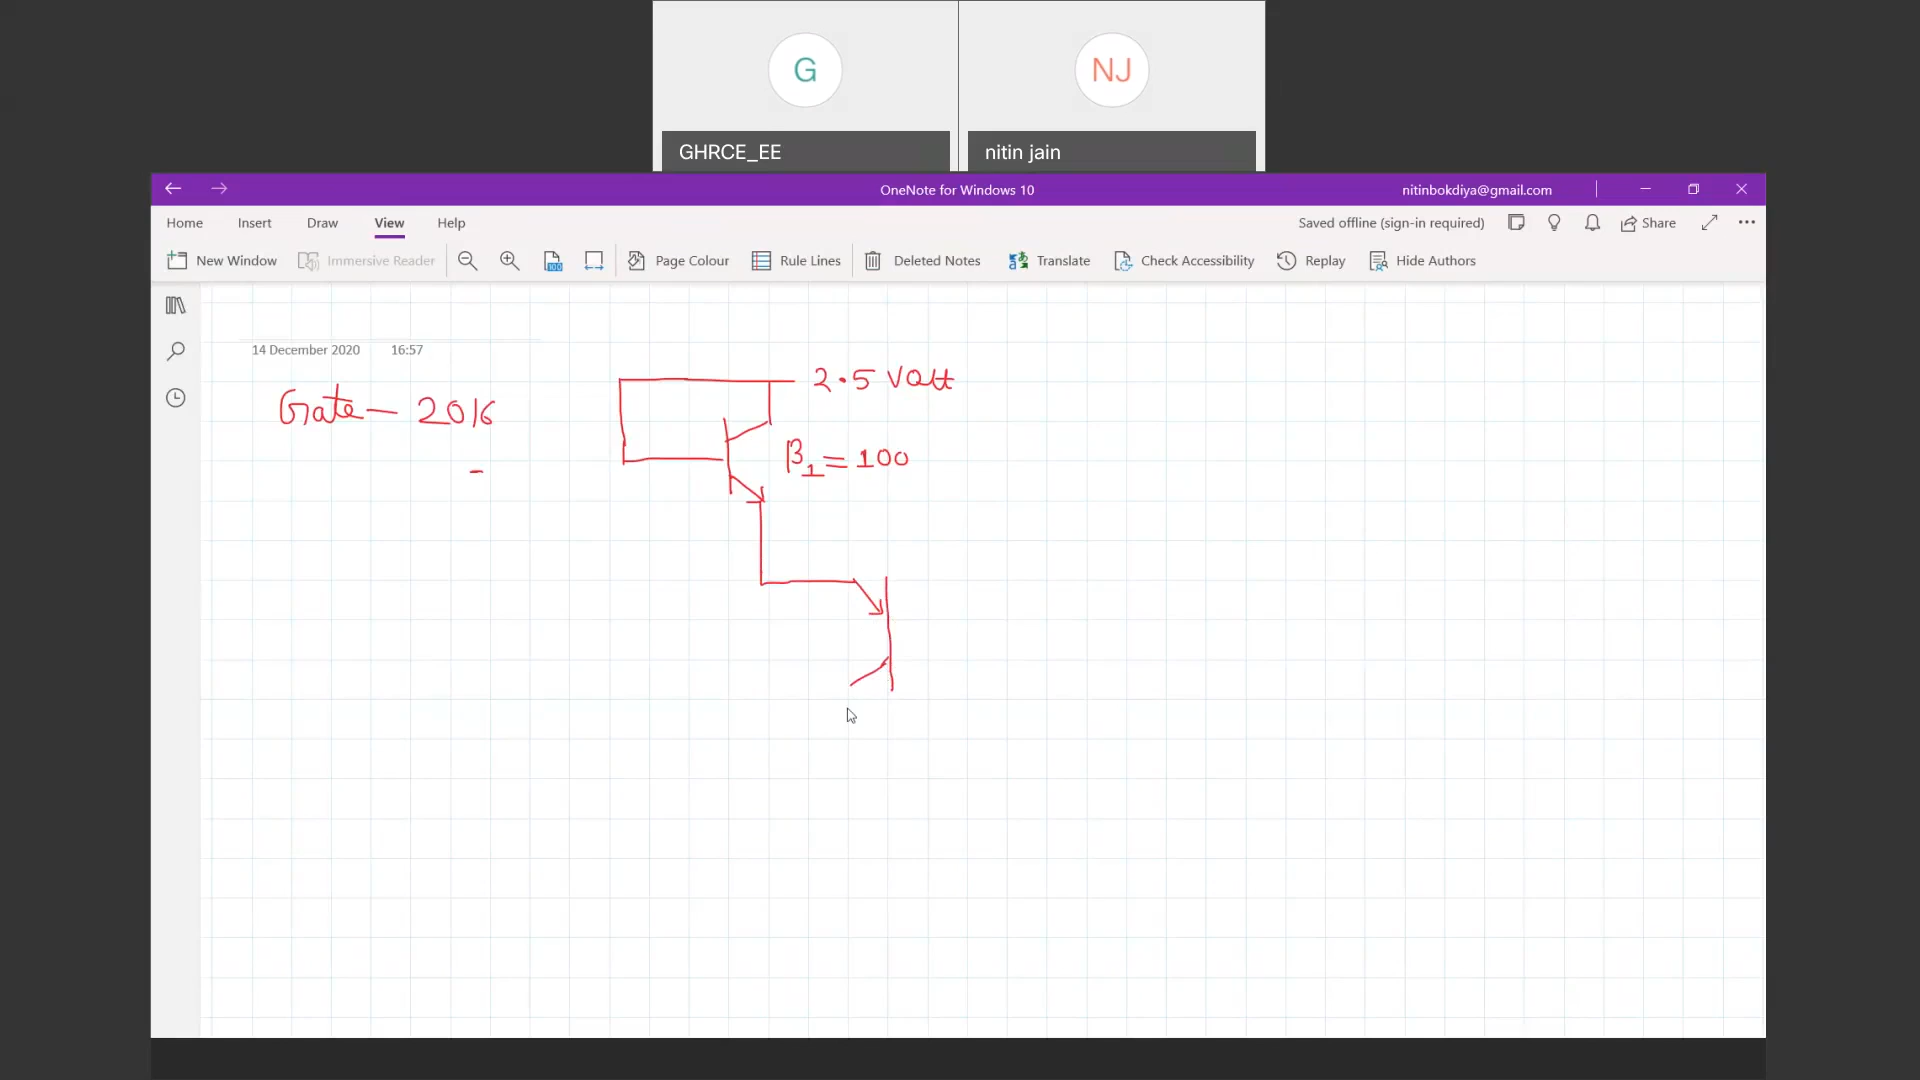 G
NJ
GHRCE_EE
nitin jain
OneNote for Windows 10
nitinbokdiya@gmail.com
Home
Insert
Draw
View
Help
Saved offline (sign-in required)
Share
New Window
Immersive Reader
100
Page Colour
Rule Lines
Deleted Notes
Translate
Check Accessibility
Replay
Hide Authors
14 December 2020 16:57
Gate - 2016
2.5 Volt
β₁ = 100